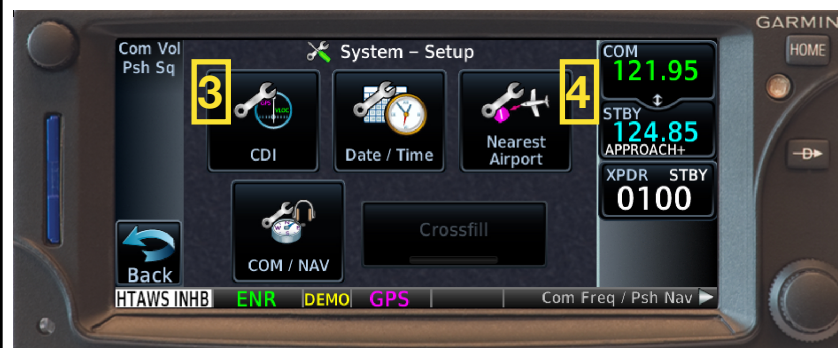 GARMIN
Com Vol
Psh Sq
System – Setup
COM
121.95
HOME
3
4
STBY
124.85
APPROACH+
CDI
Date / Time
Nearest
Airport
D
XPDR STBY
0100
Crossfill
COM / NAV
Back
HTAWS INHB ENR DEMO GPS Com Freq / Psh Nav